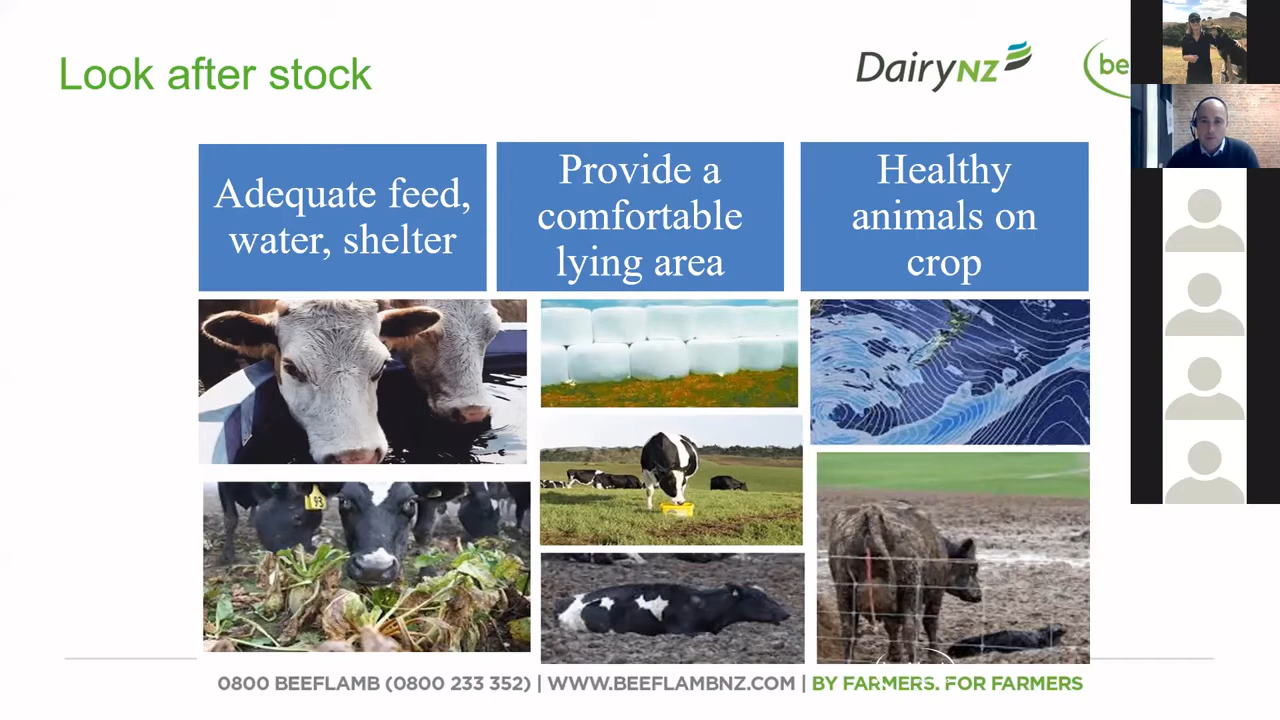 Look after stock
DairyNZ
be
Adequate feed,
water, shelter
Provide a
comfortable
lying area
Healthy
animals on
crop
93
0800 BEEFLAMB (0800 233 352) | WWW.BEEFLAMBNZ.COM | BY FARMERS. FOR FARMERS